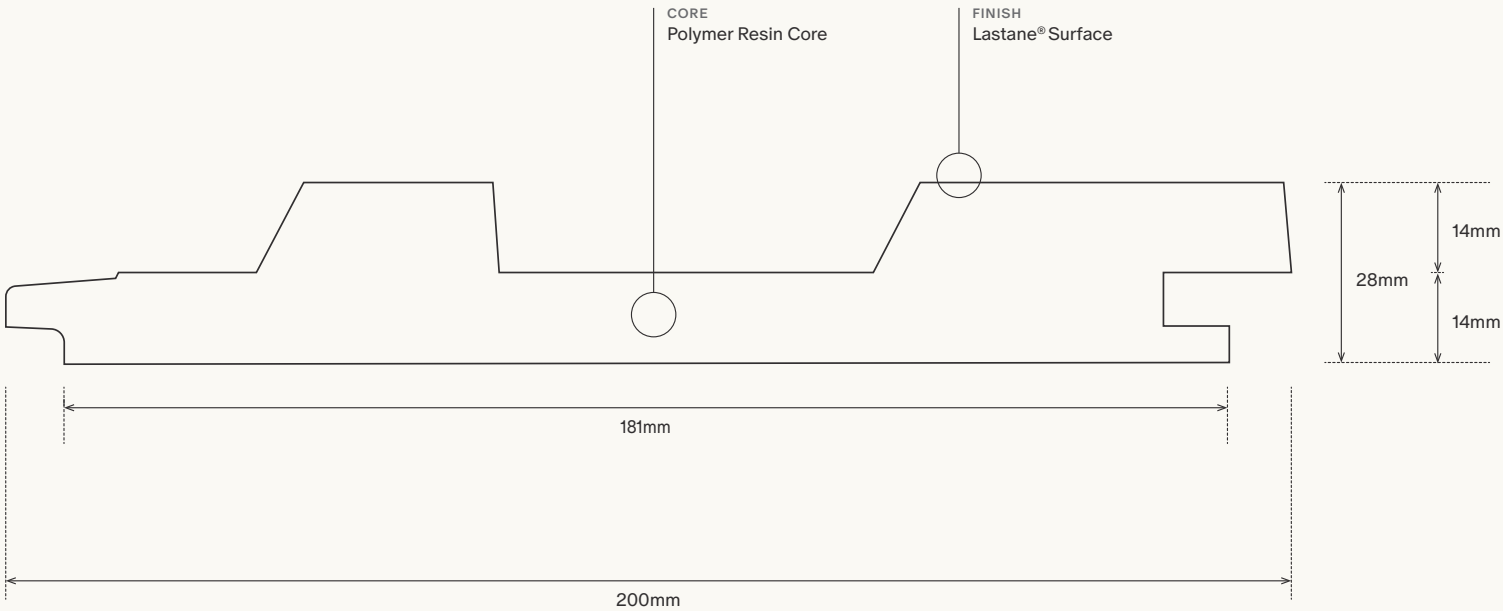 CORE
Polymer Resin Core
FINISH
Lastane® Surface
14mm
28mm
14mm
181mm
200mm